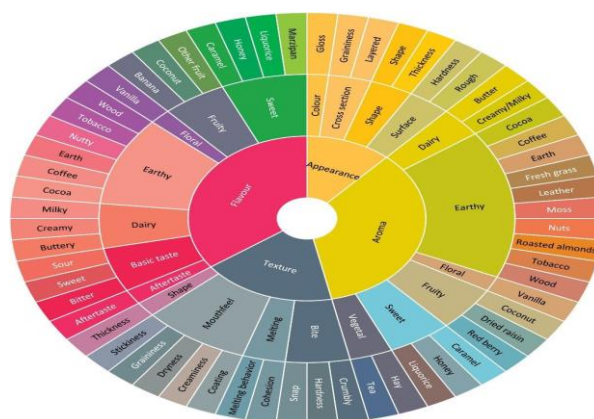 Flavour
Appearance
Aroma
Texture
Sweet
Fruity
Floral
Earthy
Dairy
Basic taste
Aftertaste
Colour
Cross section
Shape
Surface
Dairy
Earthy
Floral
Fruity
Sweet
Vegetal
Bite
Melting
Mouthfeel
Shape
Gloss
Graininess
Layered
Shape
Thickness
Hardness
Rough
Butter
Creamy/Milky
Cocoa
Coffee
Earth
Fresh grass
Leather
Moss
Nuts
Roasted almonds
Tobacco
Wood
Vanilla
Coconut
Dried raisin
Red berry
Caramel
Honey
Liquorice
Hay
Tea
Crumbly
Hardness
Snap
Cohesion
Melting behavior
Coating
Creaminess
Dryness
Graininess
Stickiness
Thickness
Aftertaste
Bitter
Sweet
Sour
Buttery
Creamy
Milky
Cocoa
Coffee
Earth
Nutty
Tobacco
Wood
Vanilla
Banana
Coconut
Other fruit
Caramel
Honey
Liquorice
Marzipan